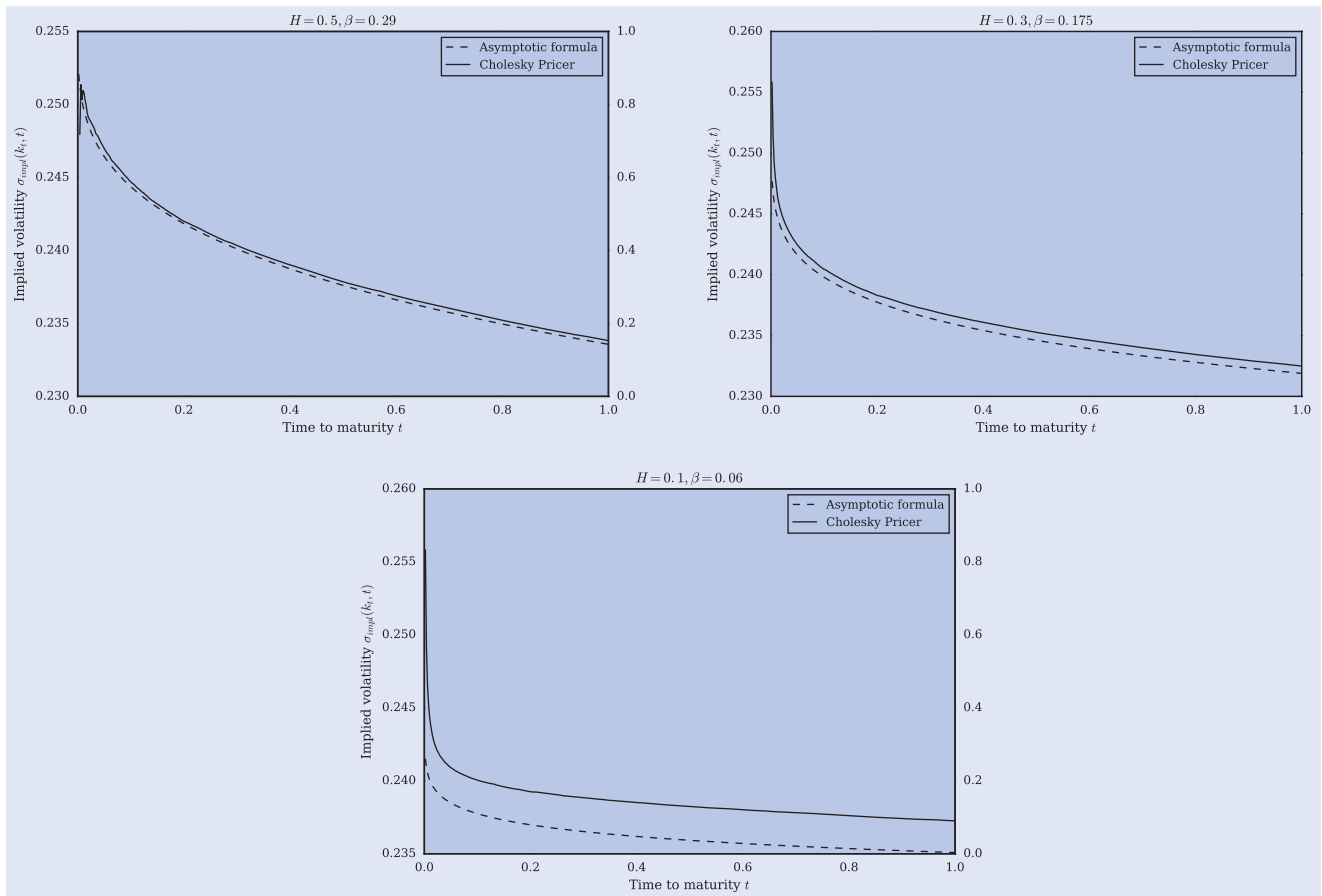 H = 0.5, β = 0.29
0.255
0.250
0.245
0.240
0.235
0.230
Implied volatility σ_impl(k_t, t)
Asymptotic formula
Cholesky Pricer
1.0
0.8
0.6
0.4
0.2
0.0
0.0 0.2 0.4 0.6 0.8 1.0
Time to maturity t
H = 0.3, β = 0.175
0.260
0.255
0.250
0.245
0.240
0.235
0.230
Implied volatility σ_impl(k_t, t)
Asymptotic formula
Cholesky Pricer
0.0 0.2 0.4 0.6 0.8 1.0
Time to maturity t
H = 0.1, β = 0.06
0.260
0.255
0.250
0.245
0.240
0.235
Implied volatility σ_impl(k_t, t)
Asymptotic formula
Cholesky Pricer
1.0
0.8
0.6
0.4
0.2
0.0
0.0 0.2 0.4 0.6 0.8 1.0
Time to maturity t